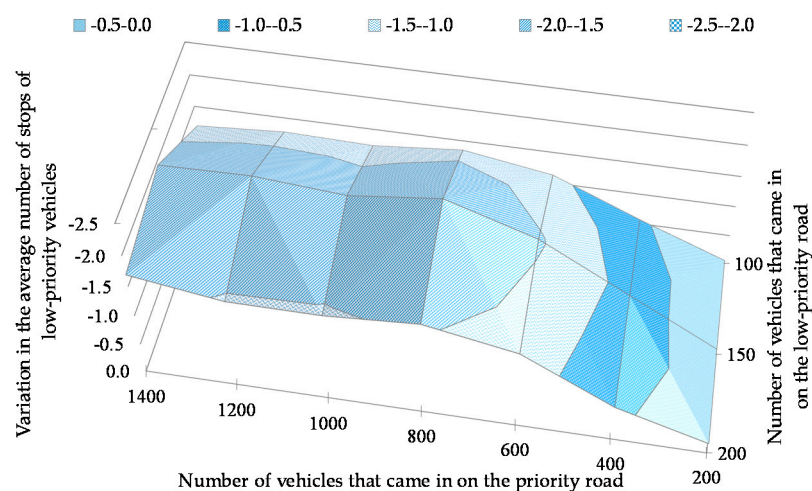 -0.5-0.0 -1.0--0.5 -1.5--1.0 -2.0--1.5 -2.5--2.0
Variation in the average number of stops of
low-priority vehicles
-2.5
-2.0
-1.5
-1.0
-0.5
0.0
1400
1200
1000
800
600
400
200
Number of vehicles that came in on the priority road
100
150
200
Number of vehicles that came in
on the low-priority road